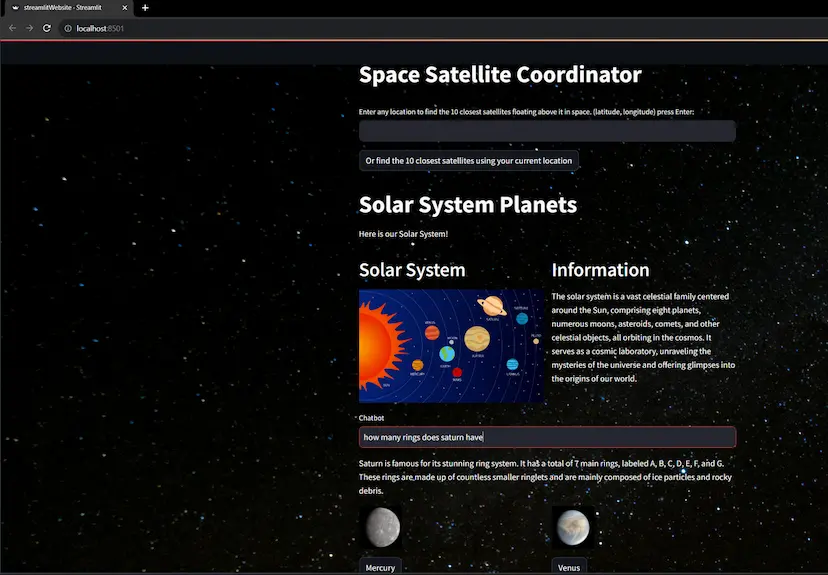 streamlitWebsite · Streamlit
localhost:8501
Space Satellite Coordinator
Enter any location to find the 10 closest satellites floating above it in space. (latitude, longitude) press Enter:
Or find the 10 closest satellites using your current location
Solar System Planets
Here is our Solar System!
Solar System
SATURN
JUPITER
EARTH
MERCURY
MARS
URANUS
SUN
Information
The solar system is a vast celestial family centered
around the Sun, comprising eight planets,
numerous moons, asteroids, comets, and other
celestial objects, all orbiting in the cosmos. It
serves as a cosmic laboratory, unraveling the
mysteries of the universe and offering glimpses into
the origins of our world.
Chatbot
how many rings does saturn have
Saturn is famous for its stunning ring system. It has a total of 7 main rings, labeled A, B, C, D, E, F, and G.
These rings are made up of countless smaller ringlets and are mainly composed of ice particles and rocky
debris.
Mercury
Venus